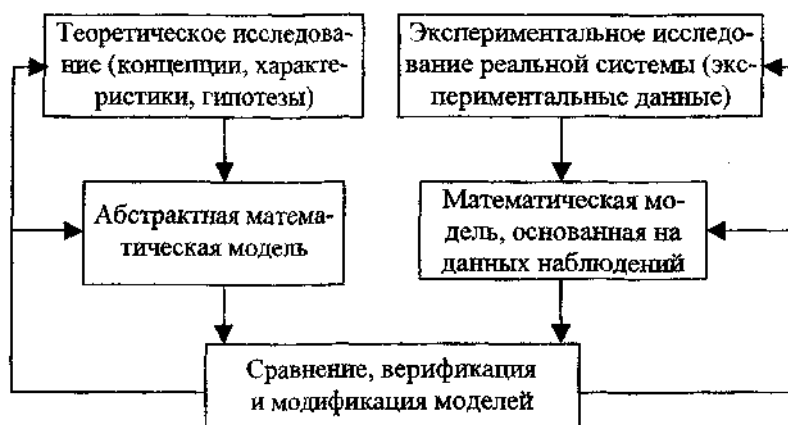 Теоретическое исследова-
ние (концепции, характе-
ристики, гипотезы)
Экспериментальное исследо-
вание реальной системы (экс-
периментальные данные)
Абстрактная матема-
тическая модель
Математическая мо-
дель, основанная на
данных наблюдений
Сравнение, верификация
и модификация моделей